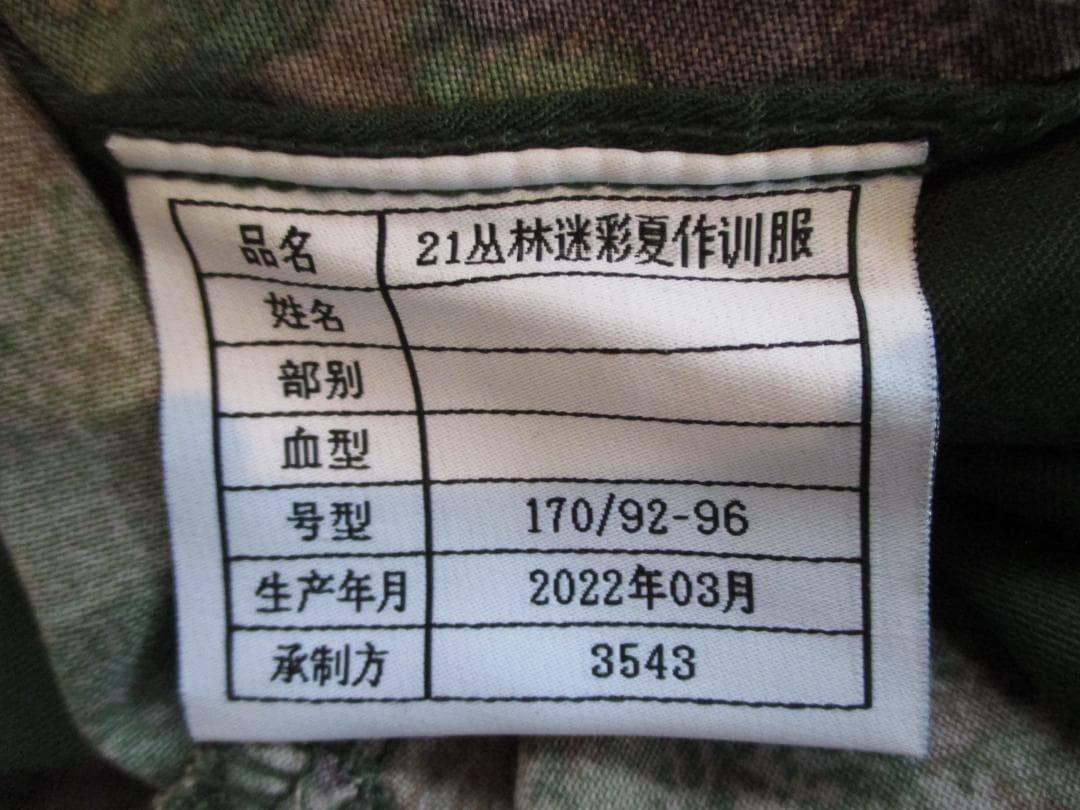 品名 21丛林迷彩夏作训服
姓名
部别
血型
号型 170/92-96
生产年月 2022年03月
承制方 3543